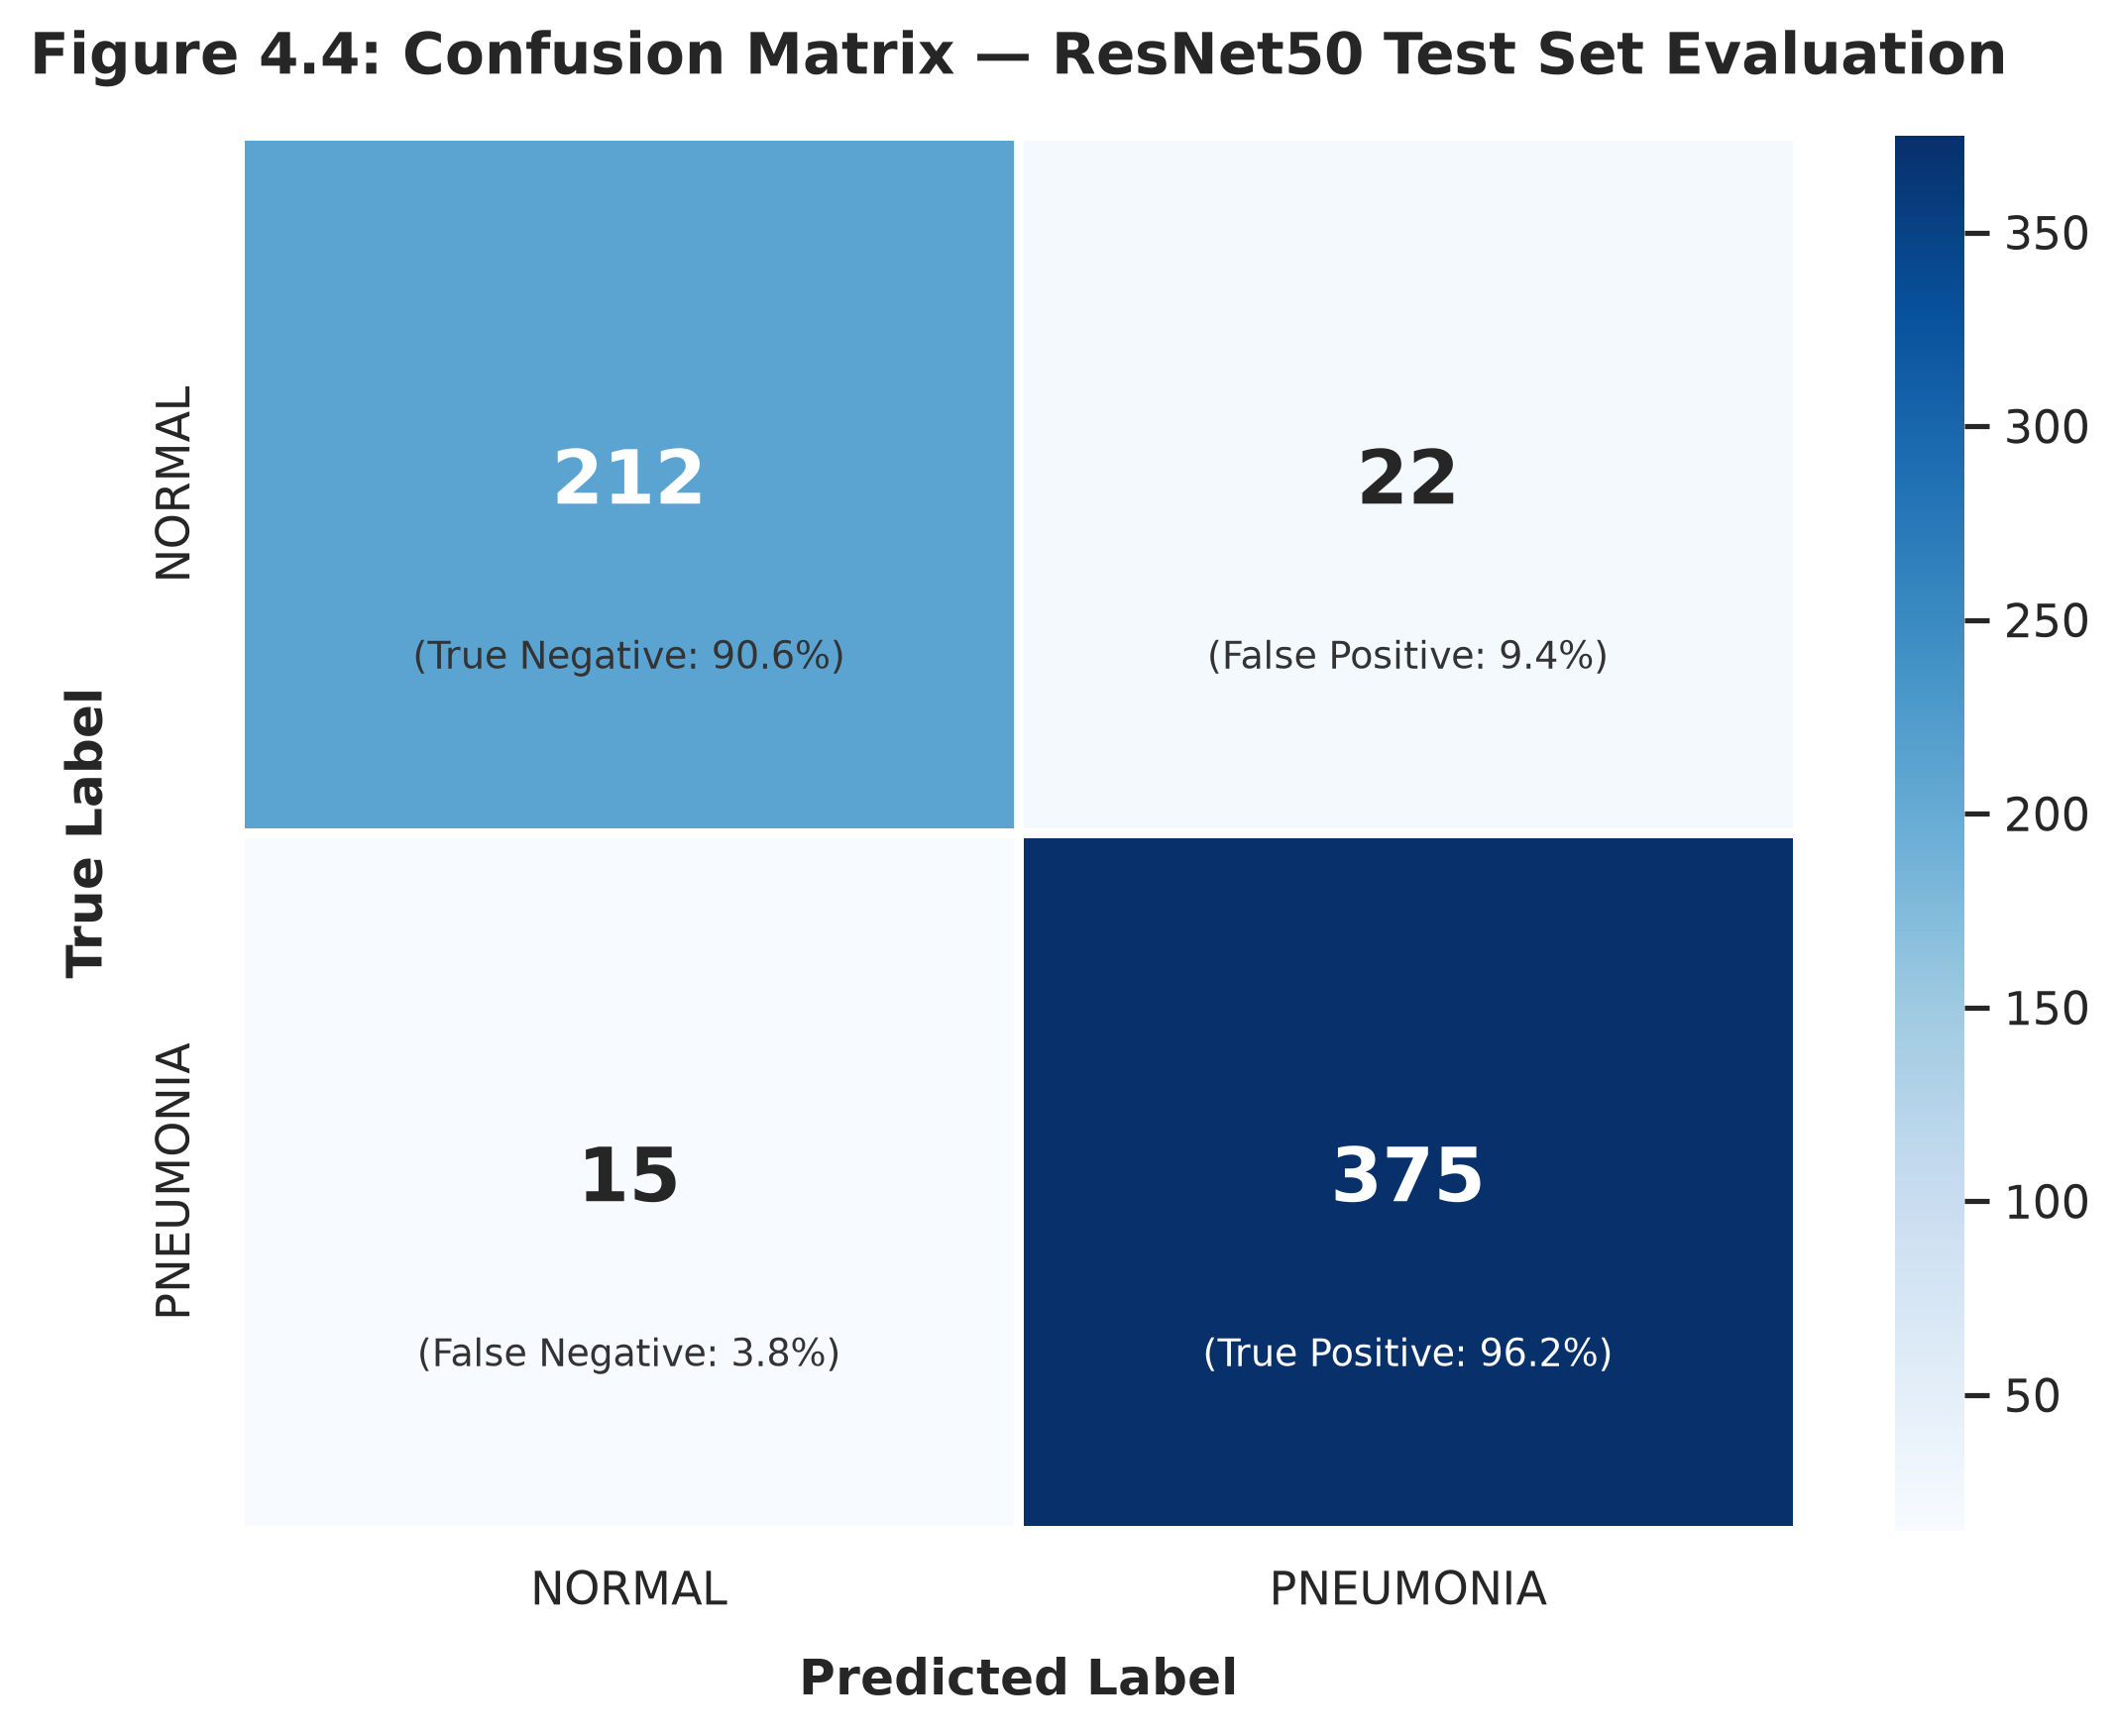 Figure 4.4: Confusion Matrix — ResNet50 Test Set Evaluation
True Label
NORMAL
PNEUMONIA
212
(True Negative: 90.6%)
22
(False Positive: 9.4%)
15
(False Negative: 3.8%)
375
(True Positive: 96.2%)
NORMAL
PNEUMONIA
Predicted Label
350
300
250
200
150
100
50